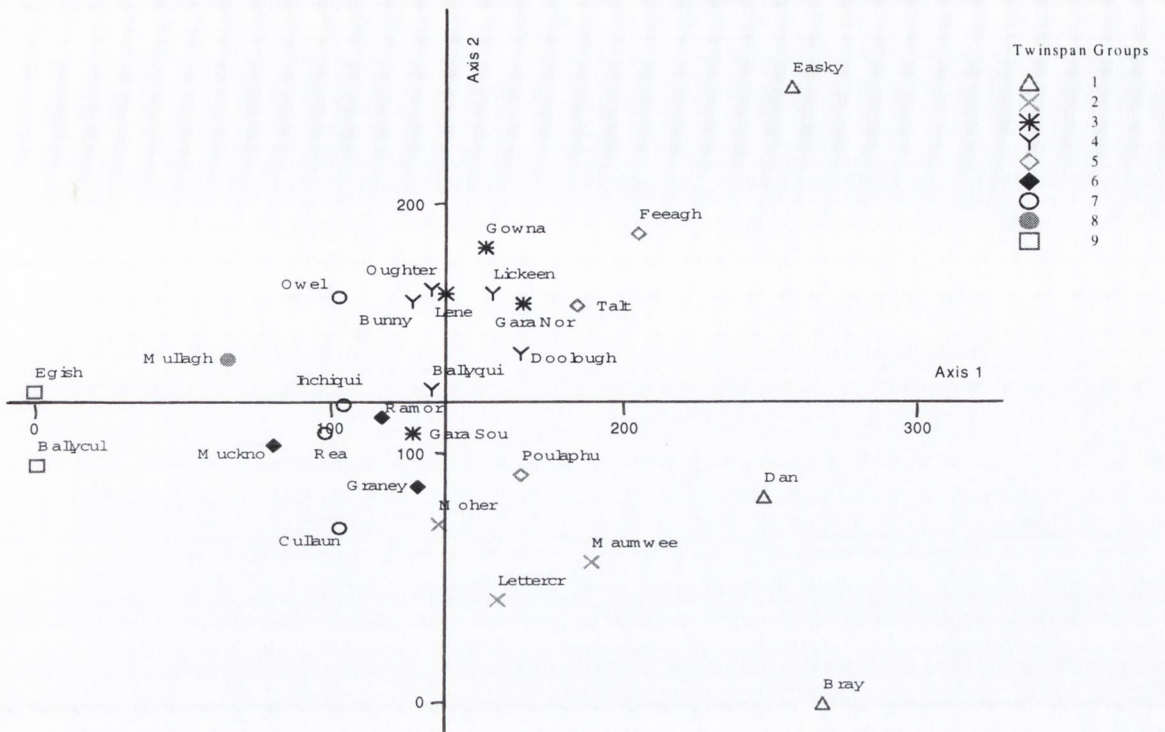 Axis 2
Easky
Twinspan Groups
1
2
3
4
5
6
7
8
9
200
Feeagh
Gowna
Oughter
Lickeen
Owel
Bunny
Lene
Talt
Gara Nor
Mullagh
Doolough
Egish
Inchiqui
Ballyqui
Axis 1
Ramor
0
100
200
300
Gara Sou
Ballycul
Muckno
Rea
100
Poulaphu
Graney
Dan
Moher
Cullaun
Maumwee
Lettercr
Bray
0